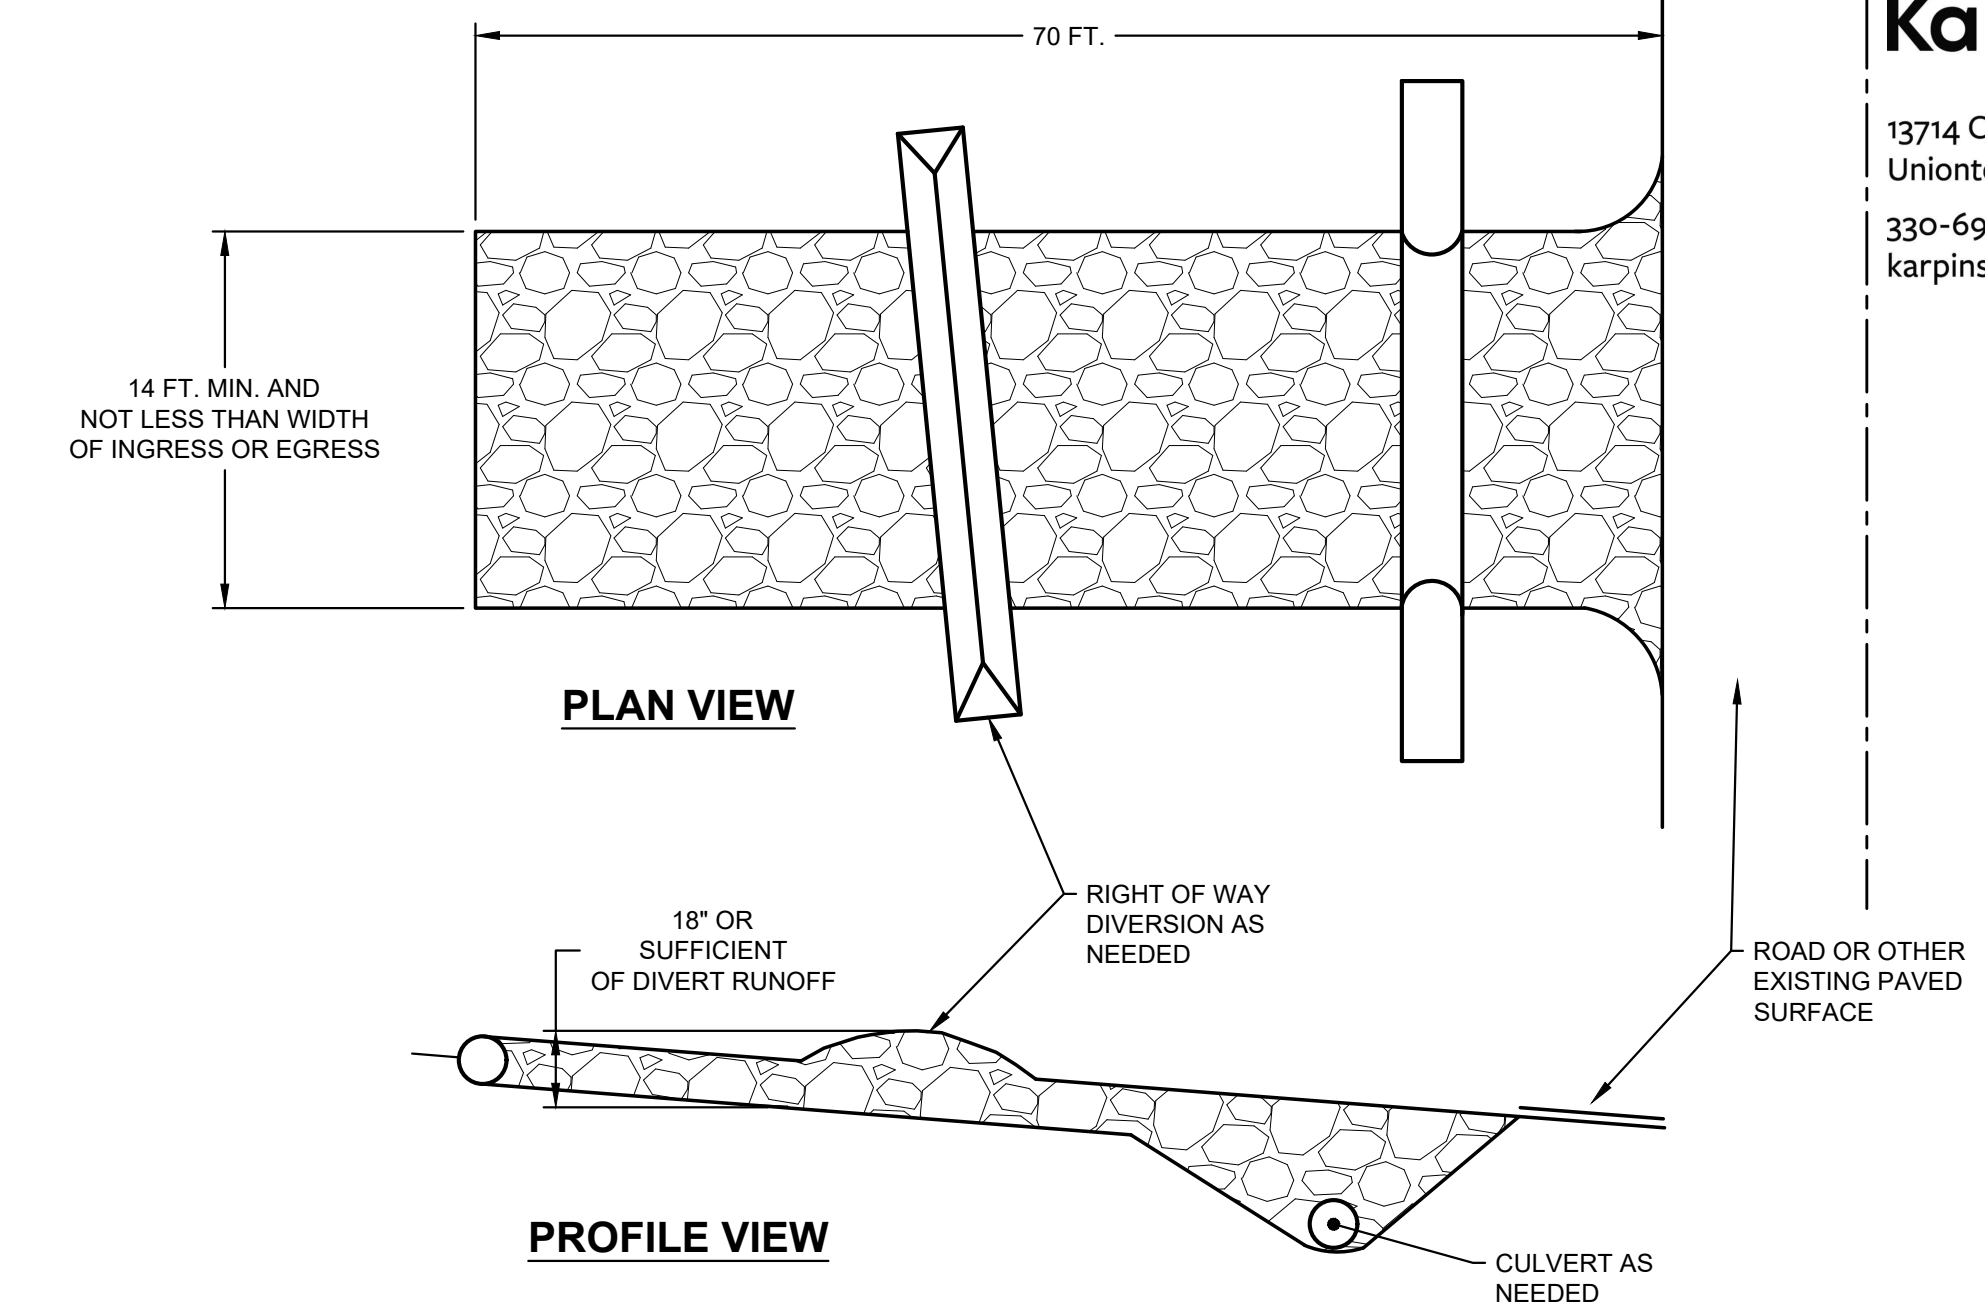 70 FT.
Ka
13714
330-69
karpins
14 FT. MIN. AND
NOT LESS THAN WIDTH
OF INGRESS OR EGRESS
PLAN VIEW
RIGHT OF WAY
DIVERSION AS
NEEDED
18" OR
SUFFICIENT
OF DIVERT RUNOFF
ROAD OR OTHER
EXISTING PAVED
SURFACE
PROFILE VIEW
CULVERT AS
NEEDED